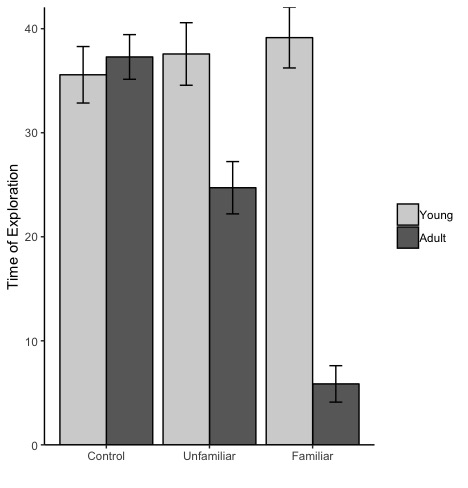 Time of Exploration
40
30
20
10
0
Control
Unfamiliar
Familiar
Young
Adult